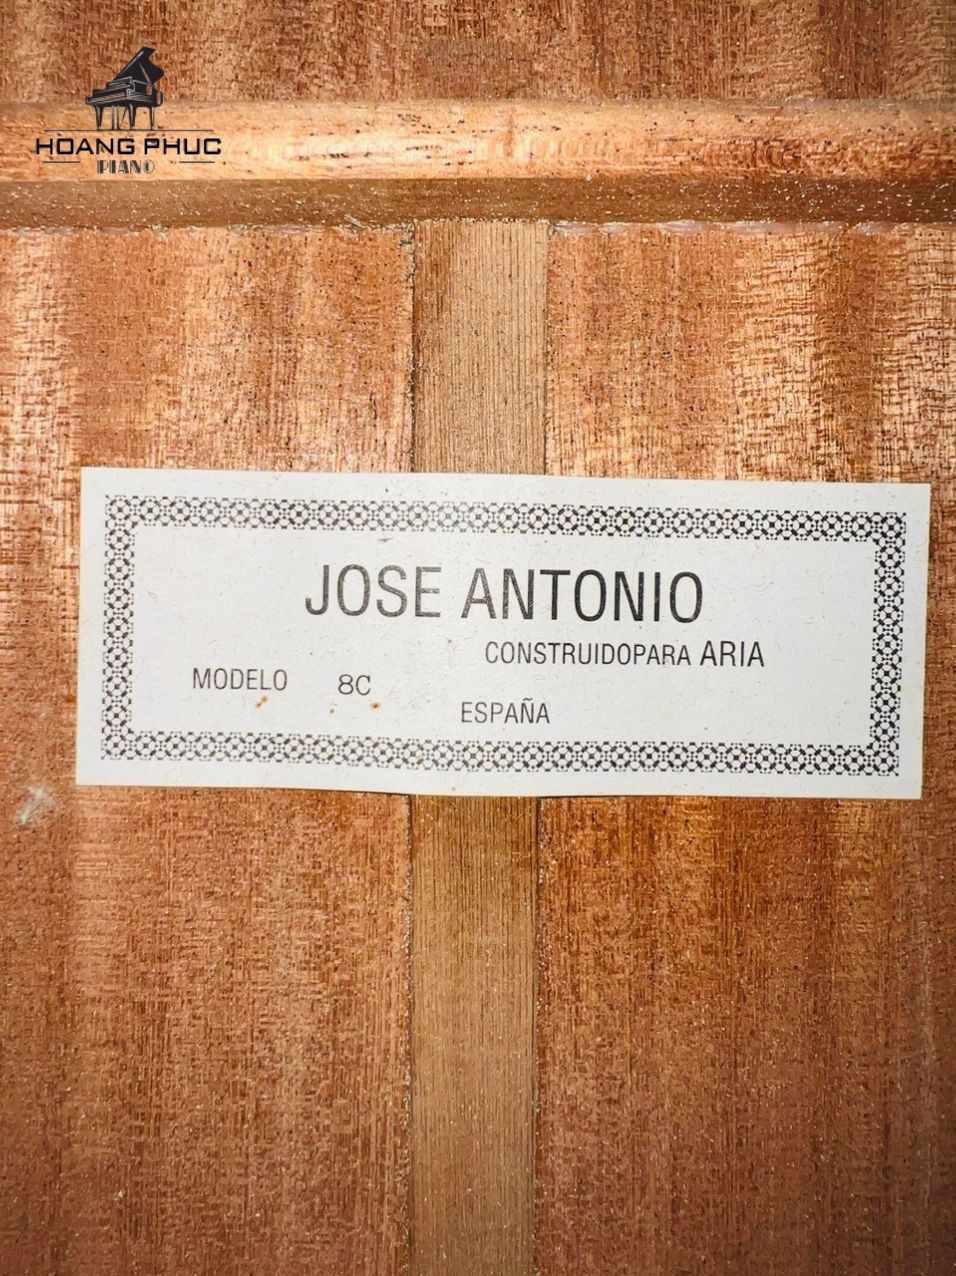 HOANG PHUC
PIANO
JOSE ANTONIO
CONSTRUIDOPARA ARIA
MODELO 8C
ESPAÑA